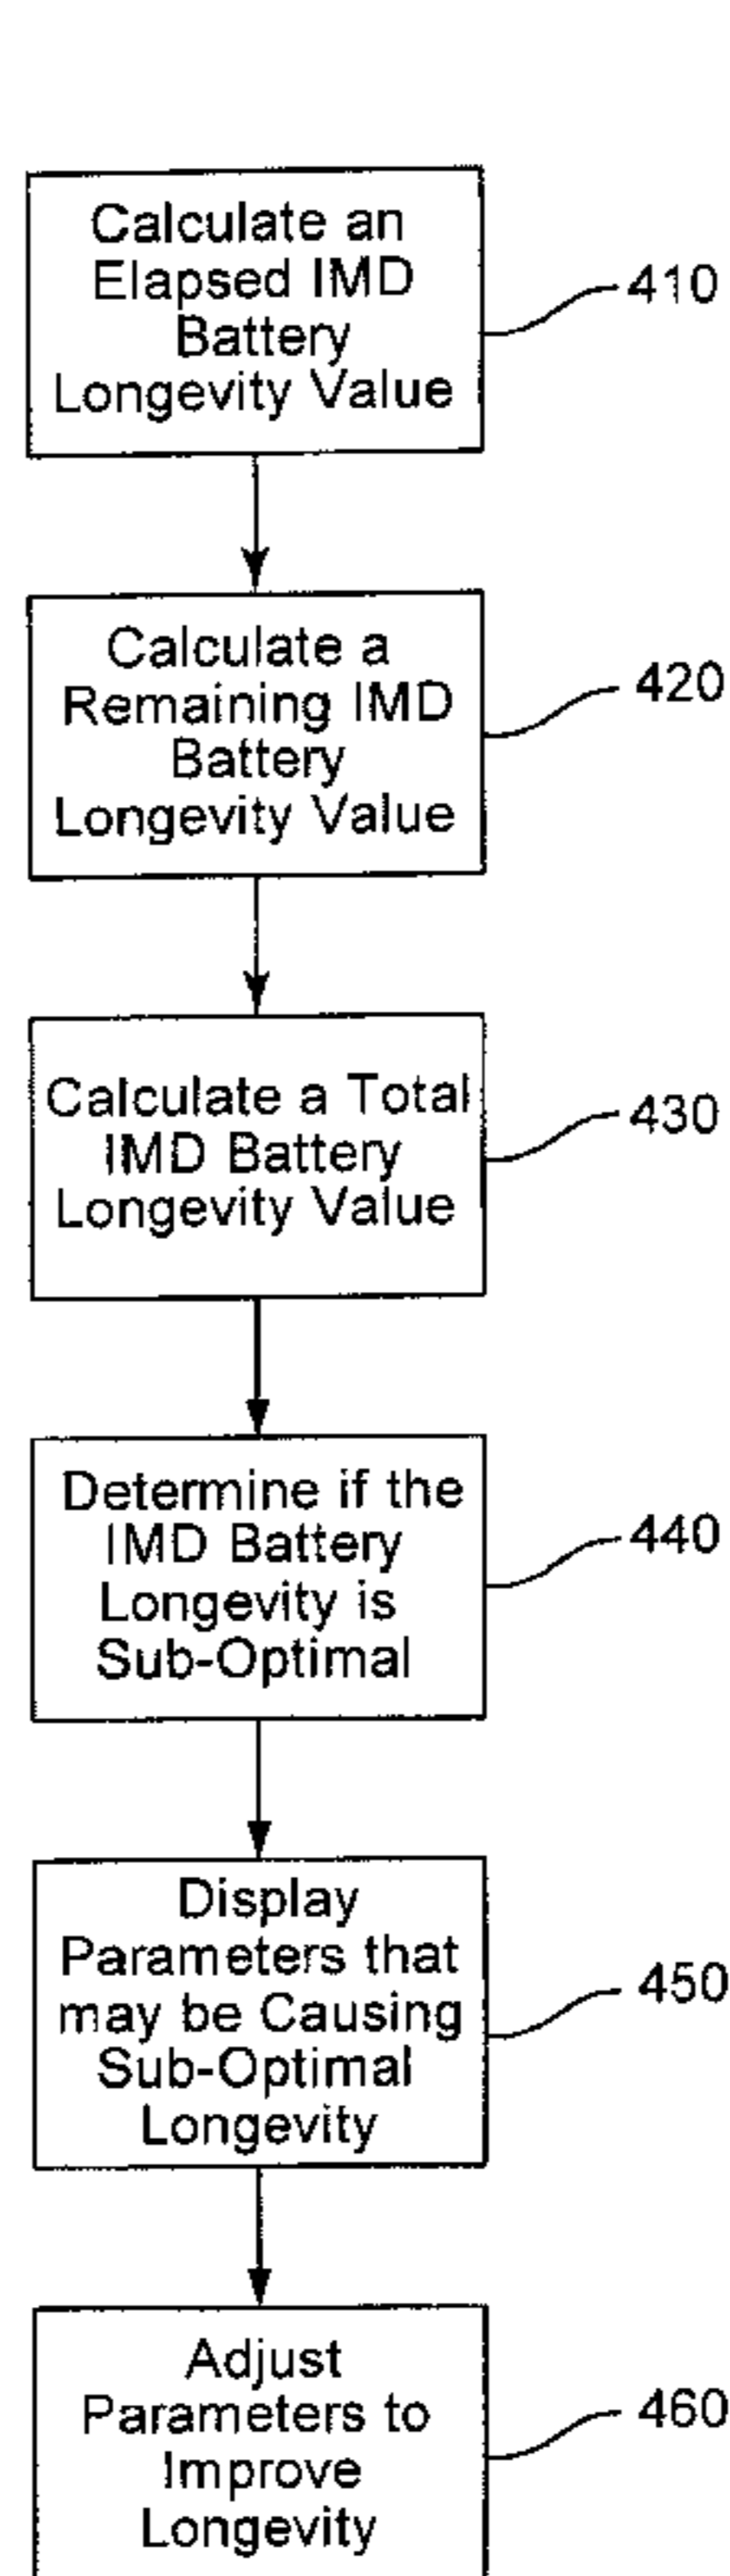 Calculate an
Elapsed IMD
Battery
Longevity Value
410
Calculate a
Remaining IMD
Battery
Longevity Value
420
Calculate a Total
IMD Battery
Longevity Value
430
Determine if the
IMD Battery
Longevity is
Sub-Optimal
440
Display
Parameters that
may be Causing
Sub-Optimal
Longevity
450
Adjust
Parameters to
Improve
Longevity
460